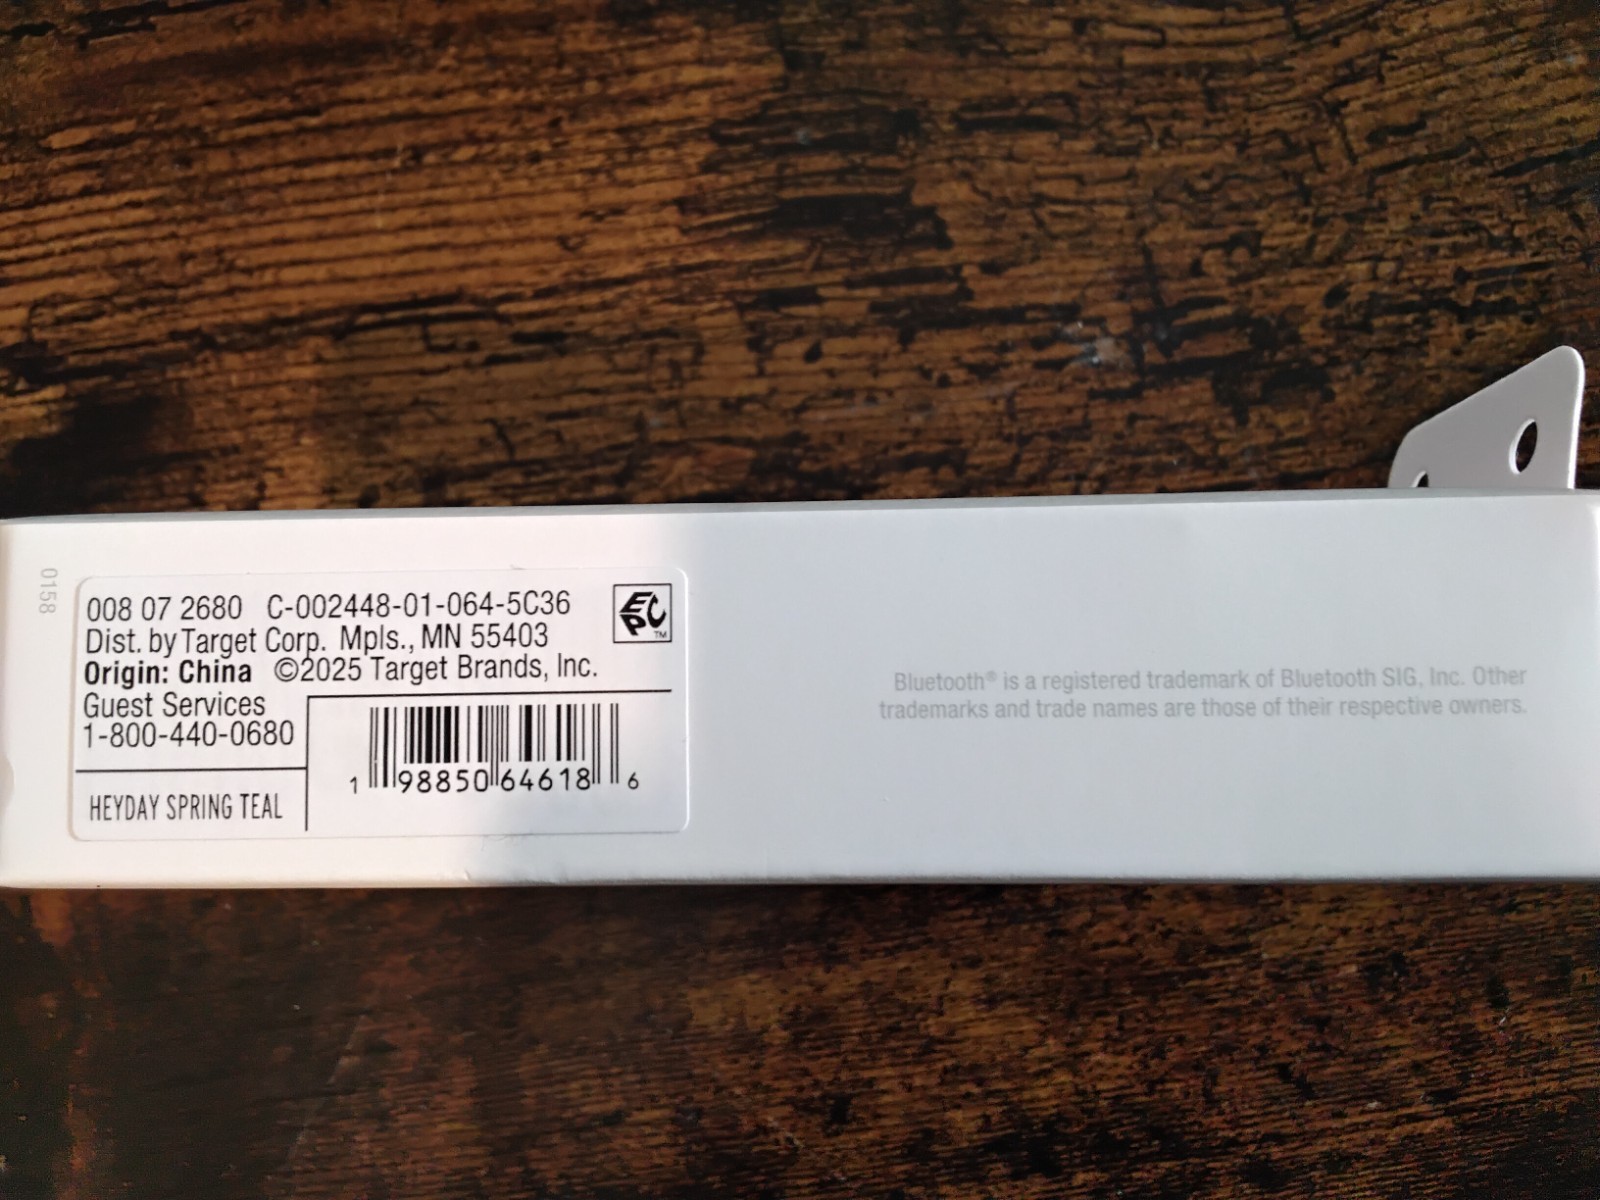 0158
008 07 2680 C-002448-01-064-5C36
EPC TM
Dist. by Target Corp. Mpls., MN 55403
Origin: China ©2025 Target Brands, Inc.
Guest Services
1-800-440-0680
HEYDAY SPRING TEAL
1 98850 64618 6
Bluetooth® is a registered trademark of Bluetooth SIG, Inc. Other
trademarks and trade names are those of their respective owners.